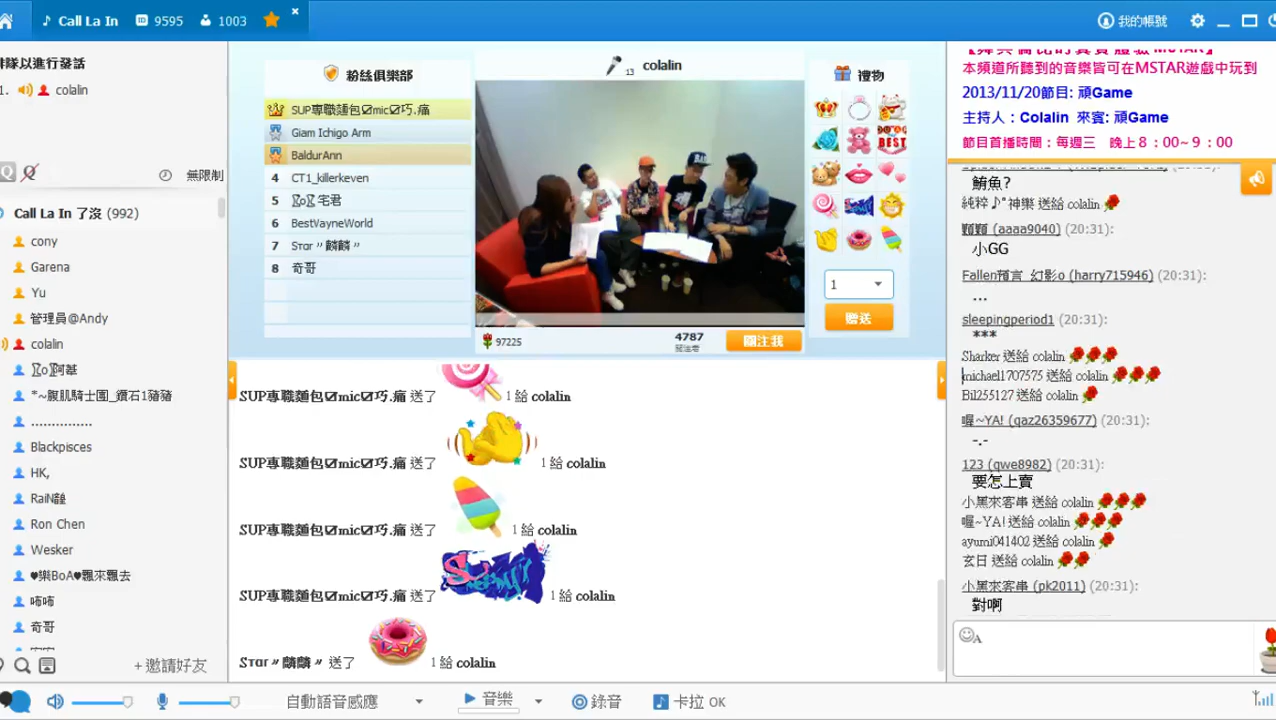 Call La In 9595 1003
我的帳號
排隊以進行發話
1. colalin
無限制
Call La In 了沒 (992)
cony
Garena
Yu
管理員@Andy
colalin
*~腹肌騎士團_鑽石1豬豬
...............
Blackpisces
HK,
Ron Chen
Wesker
♥樂BoA♥飄來飄去
唏唏
奇哥
+邀請好友
粉絲俱樂部
SUP專職麵包☑mic☑巧.痛
Giam Ichigo Arm
BaldurAnn
4 CT1_killerkeven
5 宅君
6 BestVayneWorld
7 Sтαr〃麟麟〃
8 奇哥
13 colalin
97225
4787
關注者
關注我
禮物
1
贈送
SUP專職麵包☑mic☑巧.痛 送了 1 給 colalin
SUP專職麵包☑mic☑巧.痛 送了 1 給 colalin
SUP專職麵包☑mic☑巧.痛 送了 1 給 colalin
SUP專職麵包☑mic☑巧.痛 送了 1 給 colalin
Sтαr〃麟麟〃 送了 1 給 colalin
本頻道所聽到的音樂皆可在MSTAR遊戲中玩到
2013/11/20節目: 頑Game
主持人：Colalin 來賓: 頑Game
節目首播時間：每週三 晚上８：００~９：００
鮪魚?
純粹♪"神樂 送給 colalin
顆顆 (aaaa9040) (20:31):
小GG
Fallen預言_幻影o (harry715946) (20:31):
...
sleepingperiod1 (20:31):
***
Sharker 送給 colalin
michael1707575 送給 colalin
Bil255127 送給 colalin
喔~YA! (qaz26359677) (20:31):
-.-
123 (qwe8982) (20:31):
要怎上賣
小黑來客串 送給 colalin
喔~YA! 送給 colalin
ayumi041402 送給 colalin
玄日 送給 colalin
小黑來客串 (pk2011) (20:31):
對啊
自動語音感應
音樂
錄音
卡拉 OK